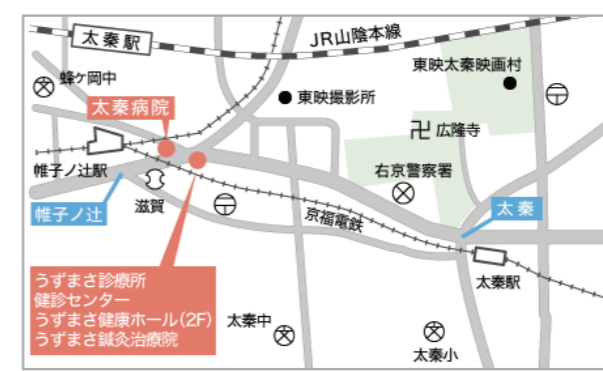 太秦駅
JR山陰本線
東映太秦映画村
蜂ケ岡中
太秦病院
東映撮影所
広隆寺
帷子ノ辻駅
右京警察署
帷子ノ辻
滋賀
京福電鉄
太秦
太秦駅
うずまさ診療所
健診センター
うずまさ健康ホール(2F)
うずまさ鍼灸治療院
太秦中
太秦小